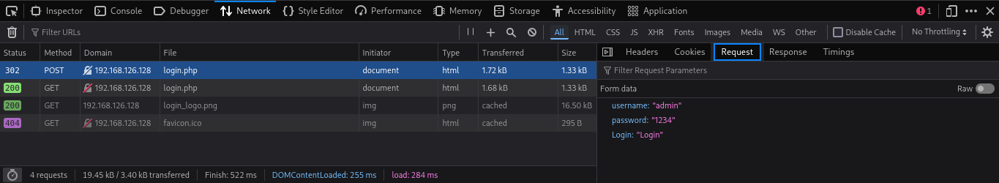 Inspector Console Debugger Network Style Editor Performance Memory Storage Accessibility Application 1
Filter URLs All HTML CSS JS XHR Fonts Images Media WS Other Disable Cache No Throttling
Status Method Domain File Initiator Type Transferred Size Headers Cookies Request Response Timings
302 POST 192.168.126.128 login.php document html 1.72 kB 1.33 kB Filter Request Parameters
200 GET 192.168.126.128 login.php document html 1.68 kB 1.33 kB Form data Raw
200 GET 192.168.126.128 login_logo.png img png cached 16.50 kB username: "admin"
404 GET 192.168.126.128 favicon.ico img html cached 295 B password: "1234"
Login: "Login"
4 requests 19.45 kB / 3.40 kB transferred Finish: 522 ms DOMContentLoaded: 255 ms load: 284 ms